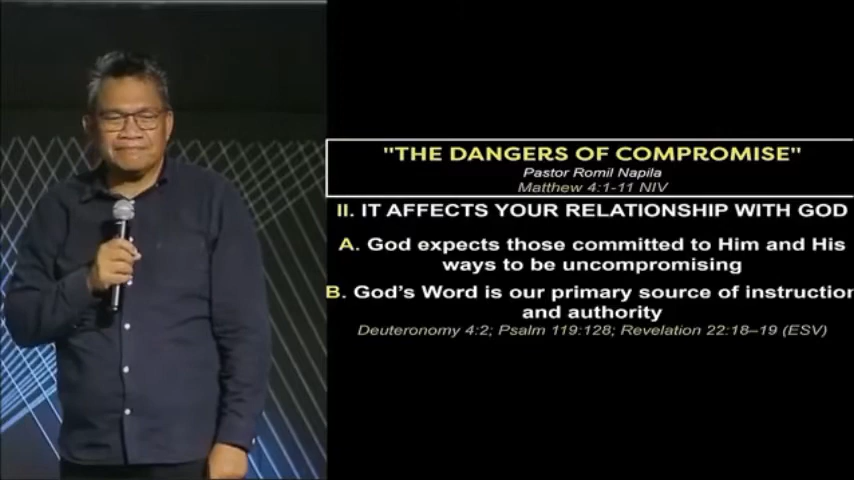 "THE DANGERS OF COMPROMISE"
Pastor Romil Napila
Matthew 4:1-11 NIV
II. IT AFFECTS YOUR RELATIONSHIP WITH GOD
A. God expects those committed to Him and His
ways to be uncompromising
B. God's Word is our primary source of instruction
and authority
Deuteronomy 4:2; Psalm 119:128; Revelation 22:18–19 (ESV)